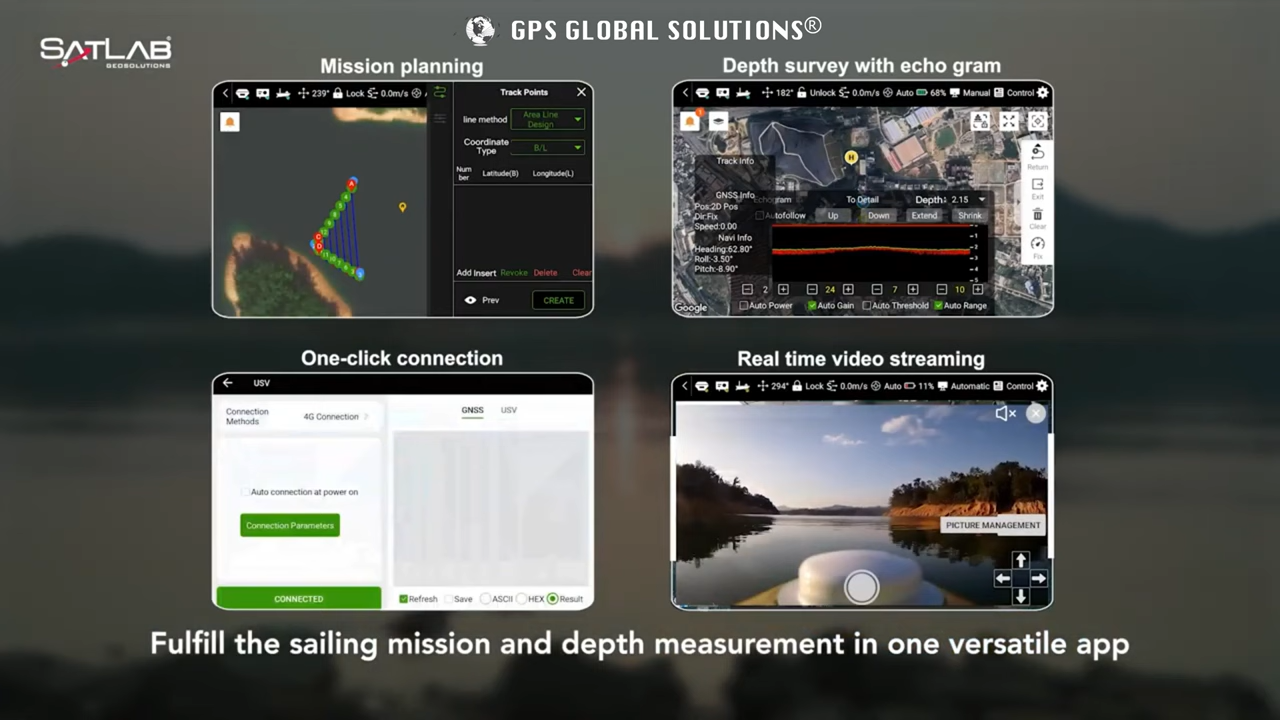 GPS GLOBAL SOLUTIONS®
SATLAB®
GEOSOLUTIONS
Mission planning
239° Lock 0.0m/s
Track Points
line method
Area Line
Design
Coordinate
Type
B/L
Num
ber
Latitude(B) Longitude(L)
A
C
D
Add Insert Revoke Delete Clear
Prev
CREATE
Depth survey with echo gram
182° Unlock 0.0m/s Auto 68% Manual Control
H
Return
Exit
Clear
Fix
Track Info
GNSS Info
Pos:2D Pos
Dir:Fix
Speed:0.00
Navi Info
Heading:62.80°
Roll:-3.50°
Pitch:-8.90°
Echogram To Detail Depth: 2.15
Autofollow Up Down Extend Shrink
1
2
3
4
5
2 24 7 10
Auto Power Auto Gain Auto Threshold Auto Range
Google
One-click connection
USV
Connection
Methods
4G Connection
Auto connection at power on
Connection Parameters
CONNECTED
GNSS USV
Refresh Save ASCII HEX Result
Real time video streaming
294° Lock 0.0m/s Auto 11% Automatic Control
PICTURE MANAGEMENT
Fulfill the sailing mission and depth measurement in one versatile app